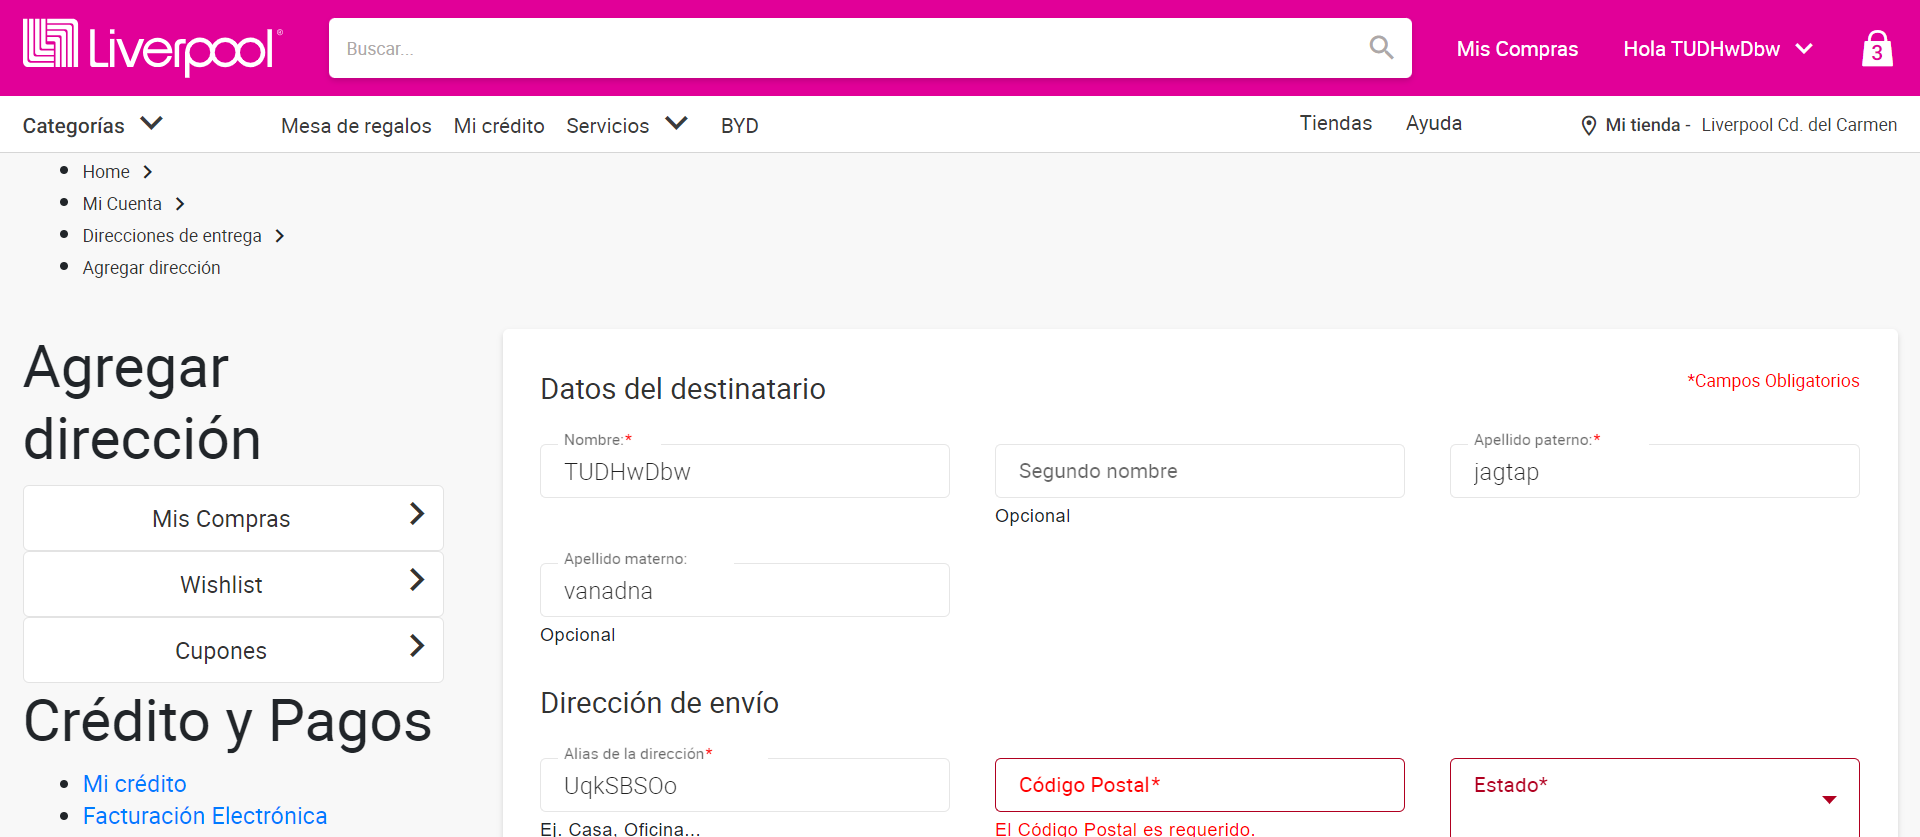 Liverpool®
Buscar...
Mis Compras
Hola TUDHwDbw
3
Categorías
Mesa de regalos
Mi crédito
Servicios
BYD
Tiendas
Ayuda
Mi tienda - Liverpool Cd. del Carmen
Home
Mi Cuenta
Direcciones de entrega
Agregar dirección
Agregar
dirección
Mis Compras
Wishlist
Cupones
Crédito y Pagos
Mi crédito
Facturación Electrónica
Datos del destinatario
*Campos Obligatorios
Nombre:*
TUDHwDbw
Segundo nombre
Opcional
Apellido paterno:*
jagtap
Apellido materno:
vanadna
Opcional
Dirección de envío
Alias de la dirección*
UqkSBSOo
Ej. Casa, Oficina...
Código Postal*
El Código Postal es requerido.
Estado*